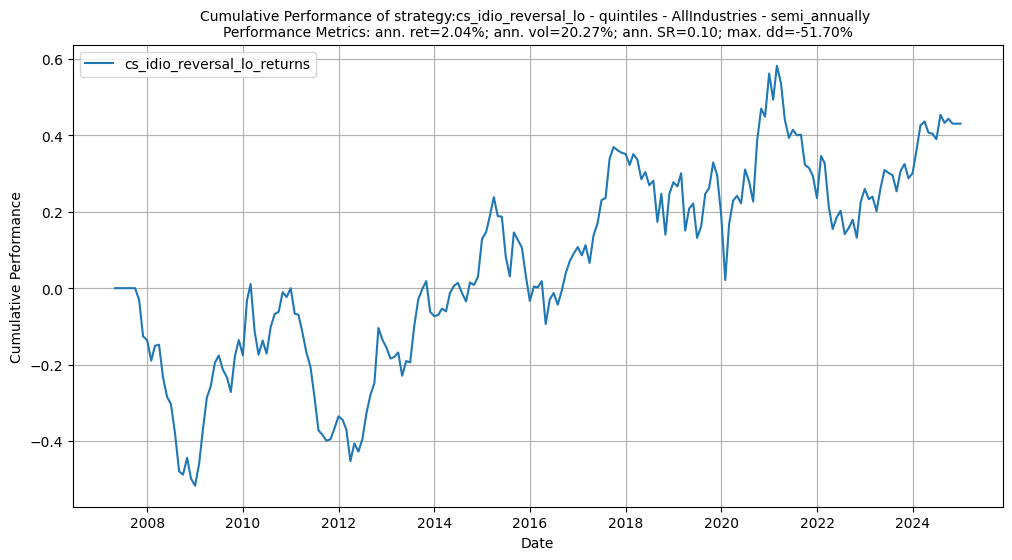 Cumulative Performance of strategy:cs_idio_reversal_lo - quintiles - AllIndustries - semi_annually
Performance Metrics: ann. ret=2.04%; ann. vol=20.27%; ann. SR=0.10; max. dd=-51.70%
cs_idio_reversal_lo_returns
Cumulative Performance
0.6
0.4
0.2
0.0
−0.2
−0.4
2008 2010 2012 2014 2016 2018 2020 2022 2024
Date